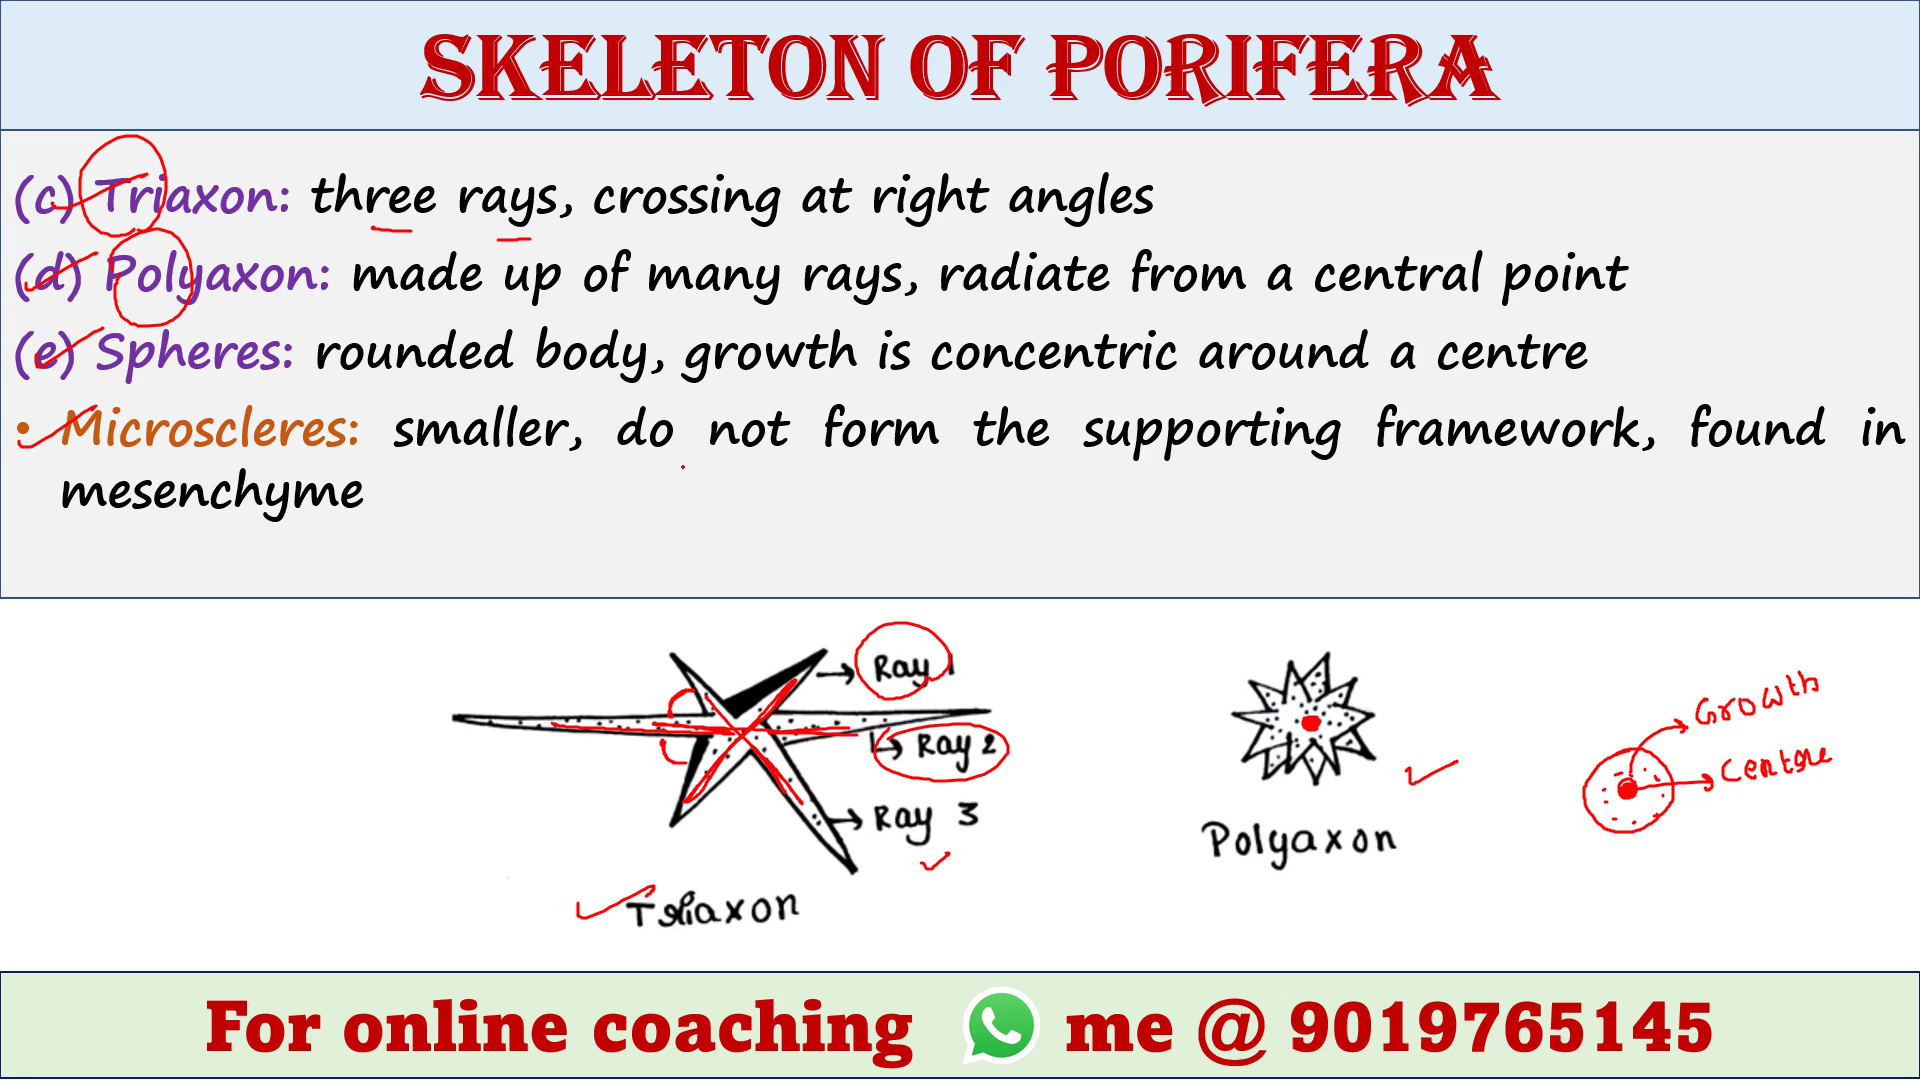 SKELETON OF PORIFERA
(c) Triaxon: three rays, crossing at right angles
(d) Polyaxon: made up of many rays, radiate from a central point
(e) Spheres: rounded body, growth is concentric around a centre
• Microscleres: smaller, do not form the supporting framework, found in
mesenchyme
Ray 1
Ray 2
Ray 3
Triaxon
Polyaxon
Growth
Centre
For online coaching me @ 9019765145